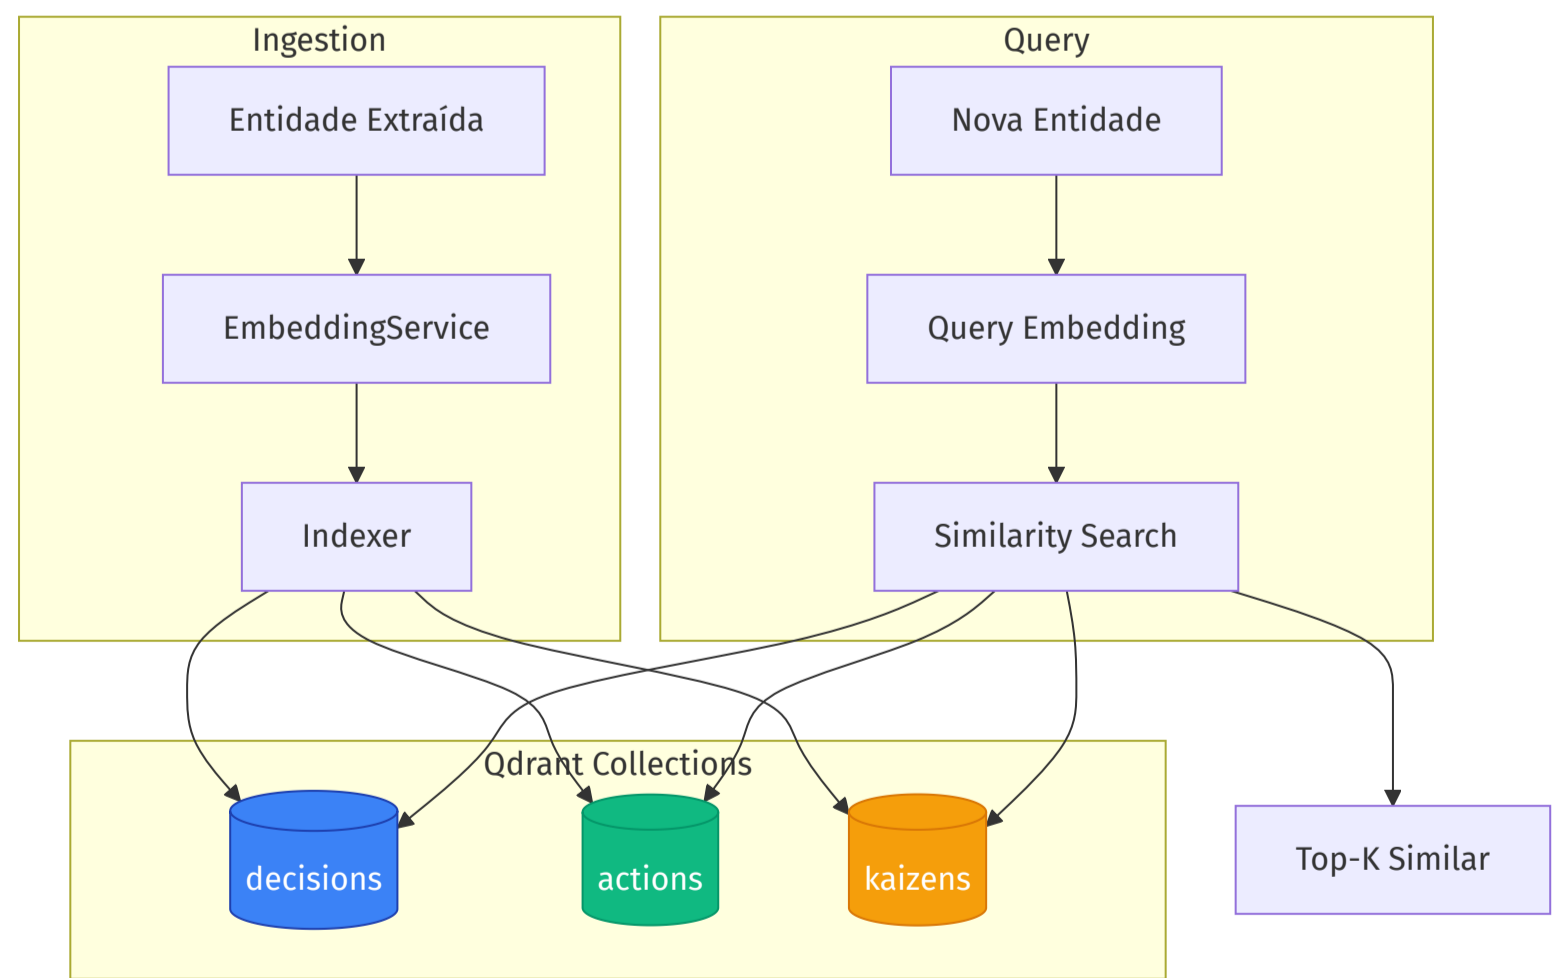 Ingestion
Entidade Extraída
EmbeddingService
Indexer
Query
Nova Entidade
Query Embedding
Similarity Search
Qdrant Collections
decisions
actions
kaizens
Top-K Similar